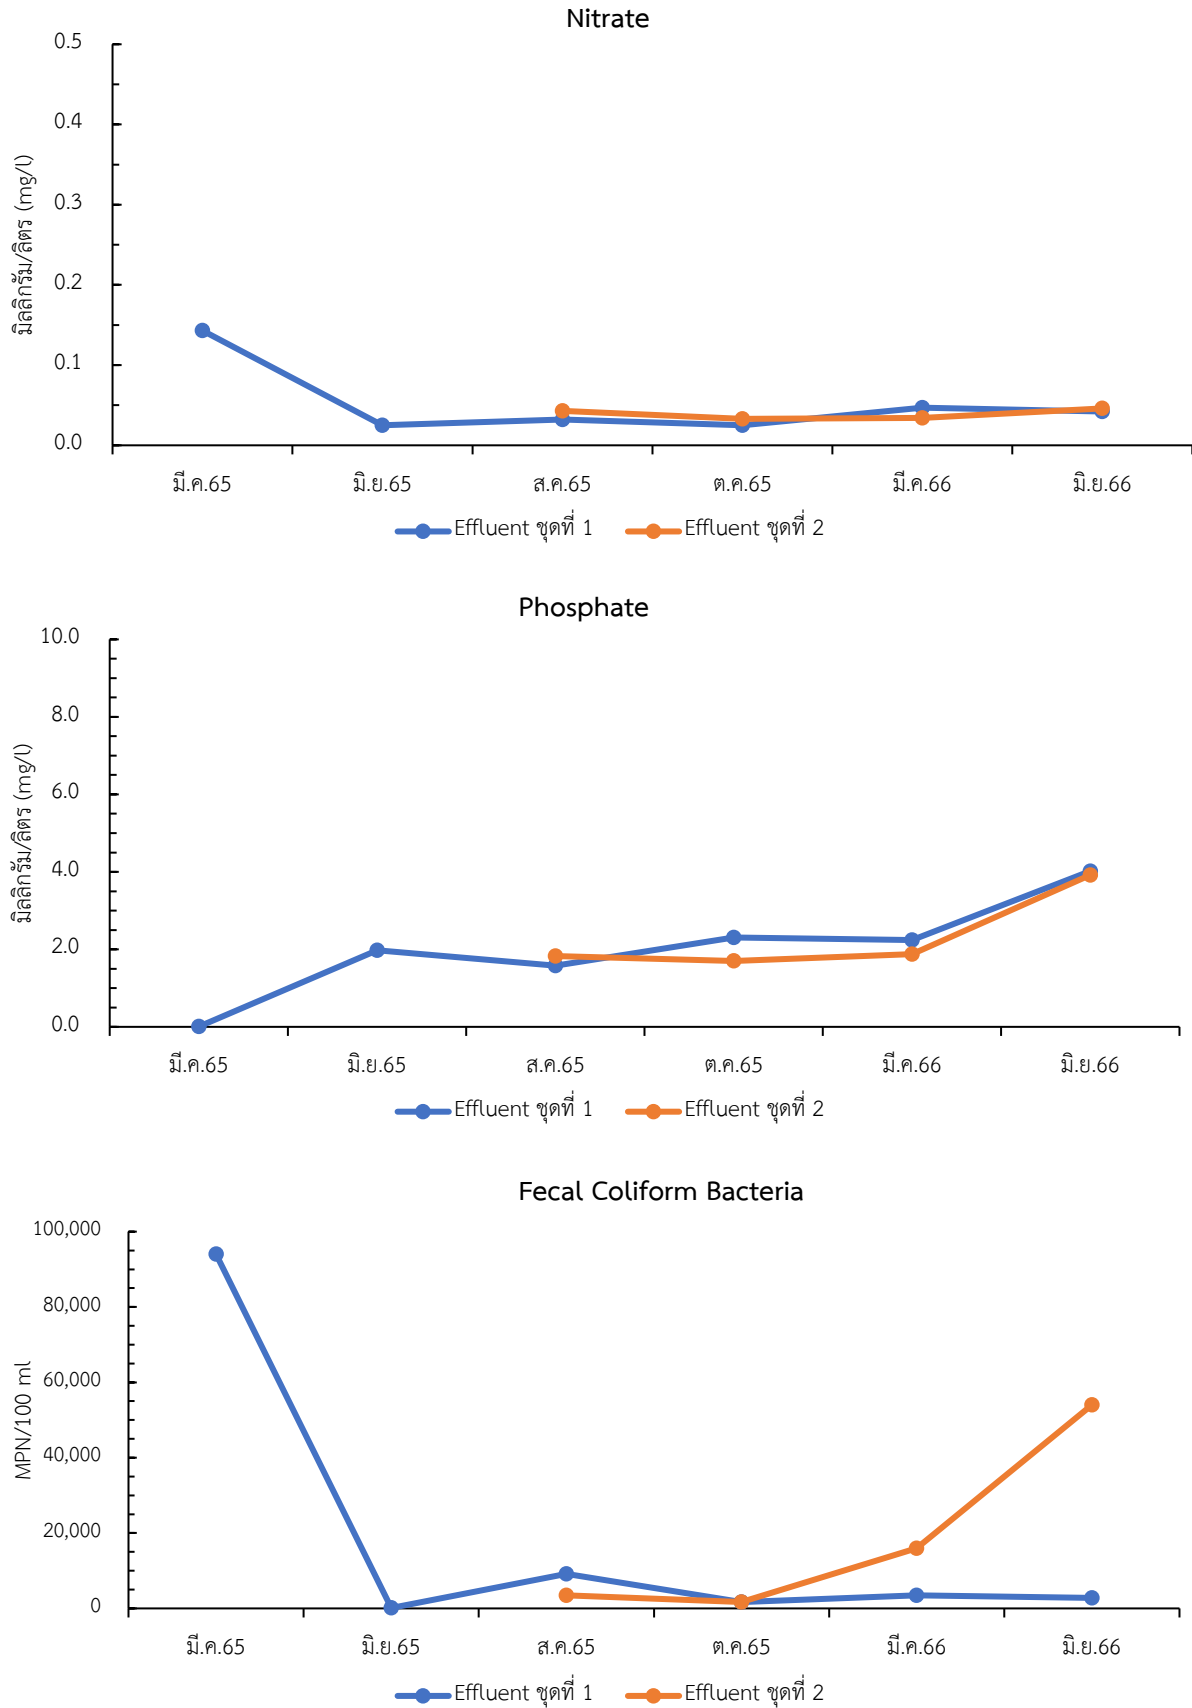 Nitrate
0.5
0.4
0.3
0.2
0.1
0.0
มิลลิกรัม/ลิตร (mg/l)
มี.ค.65 มิ.ย.65 ส.ค.65 ต.ค.65 มี.ค.66 มิ.ย.66
Effluent ชุดที่ 1 Effluent ชุดที่ 2
Phosphate
10.0
8.0
6.0
4.0
2.0
0.0
มิลลิกรัม/ลิตร (mg/l)
มี.ค.65 มิ.ย.65 ส.ค.65 ต.ค.65 มี.ค.66 มิ.ย.66
Effluent ชุดที่ 1 Effluent ชุดที่ 2
Fecal Coliform Bacteria
100,000
80,000
60,000
40,000
20,000
0
MPN/100 ml
มี.ค.65 มิ.ย.65 ส.ค.65 ต.ค.65 มี.ค.66 มิ.ย.66
Effluent ชุดที่ 1 Effluent ชุดที่ 2